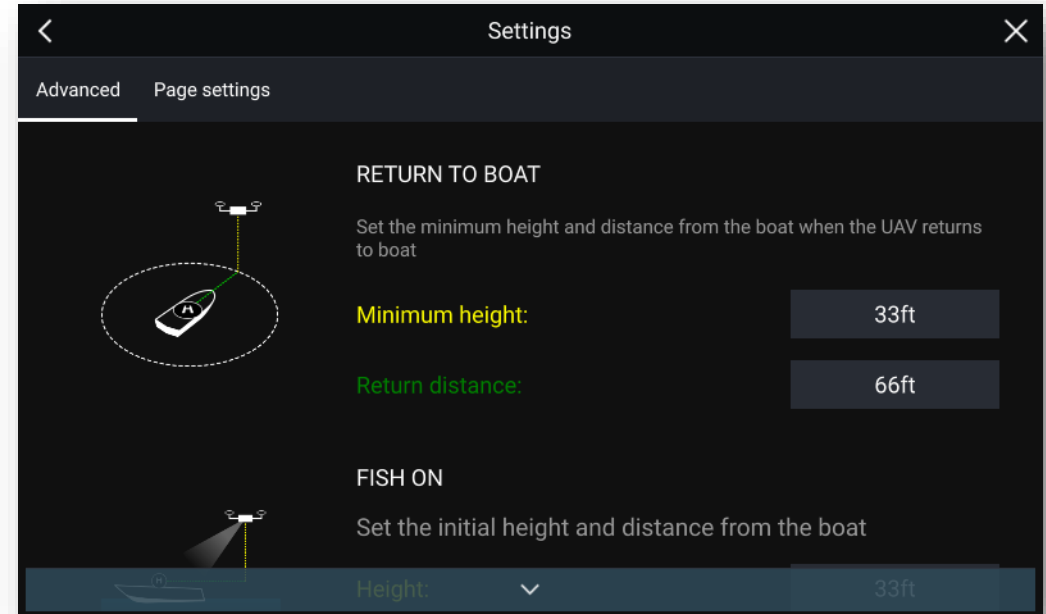 Settings
Advanced Page settings
RETURN TO BOAT
Set the minimum height and distance from the boat when the UAV returns
to boat
H
Minimum height: 33ft
Return distance: 66ft
FISH ON
Set the initial height and distance from the boat
H
Height: 33ft